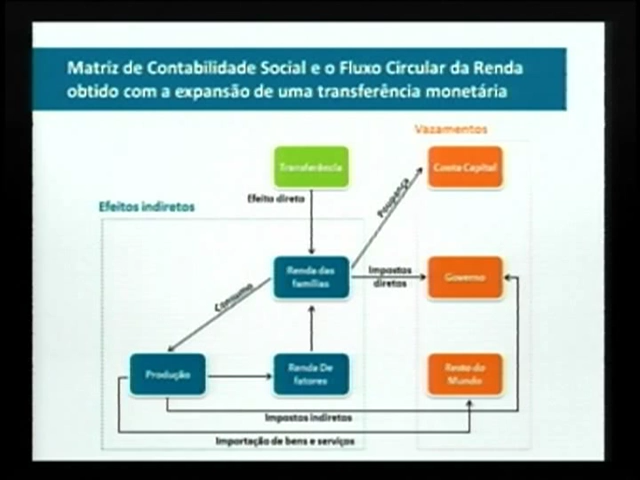 Matriz de Contabilidade Social e o Fluxo Circular da Renda
obtido com a expansão de uma transferência monetária
Vazamentos
Transferência
Conta Capital
Efeito direto
Poupança
Efeitos indiretos
Renda das
famílias
Impostos
diretos
Governo
Consumo
Produção
Renda De
fatores
Resto do
Mundo
Impostos indiretos
Importação de bens e serviços